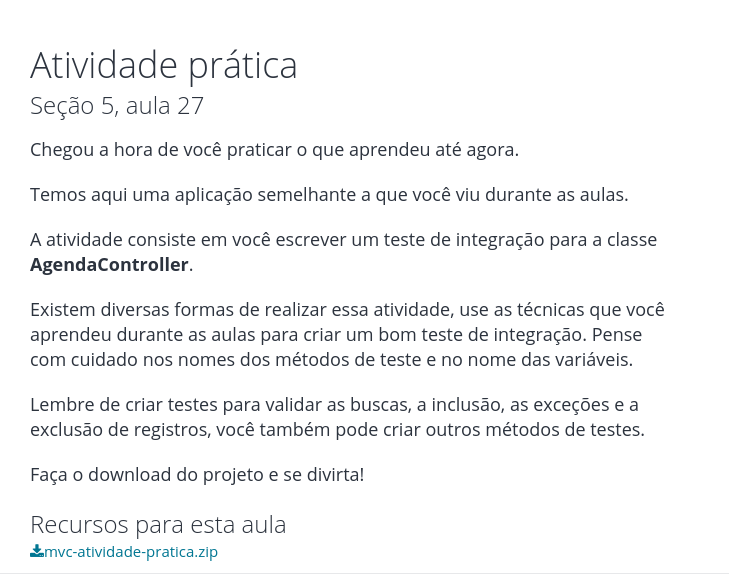 Atividade prática
Seção 5, aula 27
Chegou a hora de você praticar o que aprendeu até agora.
Temos aqui uma aplicação semelhante a que você viu durante as aulas.
A atividade consiste em você escrever um teste de integração para a classe
AgendaController.
Existem diversas formas de realizar essa atividade, use as técnicas que você
aprendeu durante as aulas para criar um bom teste de integração. Pense
com cuidado nos nomes dos métodos de teste e no nome das variáveis.
Lembre de criar testes para validar as buscas, a inclusão, as exceções e a
exclusão de registros, você também pode criar outros métodos de testes.
Faça o download do projeto e se divirta!
Recursos para esta aula
mvc-atividade-pratica.zip